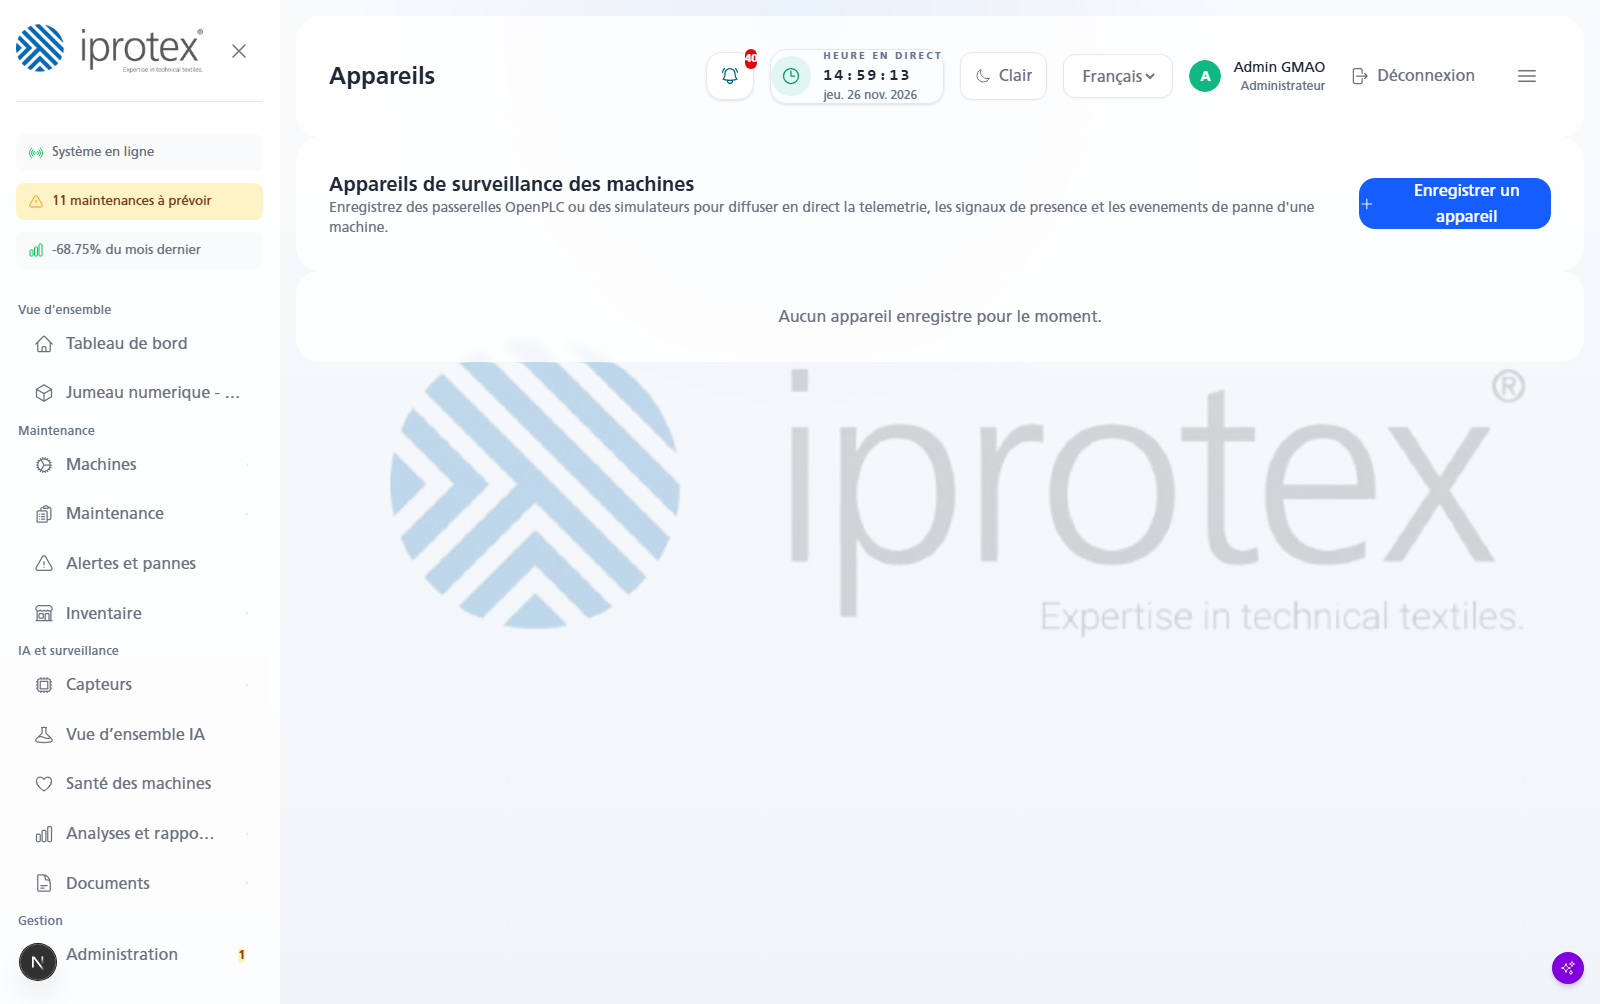 iprotex®
Expertise in technical textiles.
Système en ligne
11 maintenances à prévoir
-68.75% du mois dernier
Vue d'ensemble
Tableau de bord
Jumeau numerique - ...
Maintenance
Machines
Maintenance
Alertes et pannes
Inventaire
IA et surveillance
Capteurs
Vue d’ensemble IA
Santé des machines
Analyses et rappo...
Documents
Gestion
Administration 1
N
Appareils
40
HEURE EN DIRECT
14:59:13
jeu. 26 nov. 2026
Clair
Français
A
Admin GMAO
Administrateur
Déconnexion
Appareils de surveillance des machines
Enregistrez des passerelles OpenPLC ou des simulateurs pour diffuser en direct la telemetrie, les signaux de presence et les evenements de panne d'une
machine.
Enregistrer un
appareil
Aucun appareil enregistre pour le moment.
iprotex®
Expertise in technical textiles.